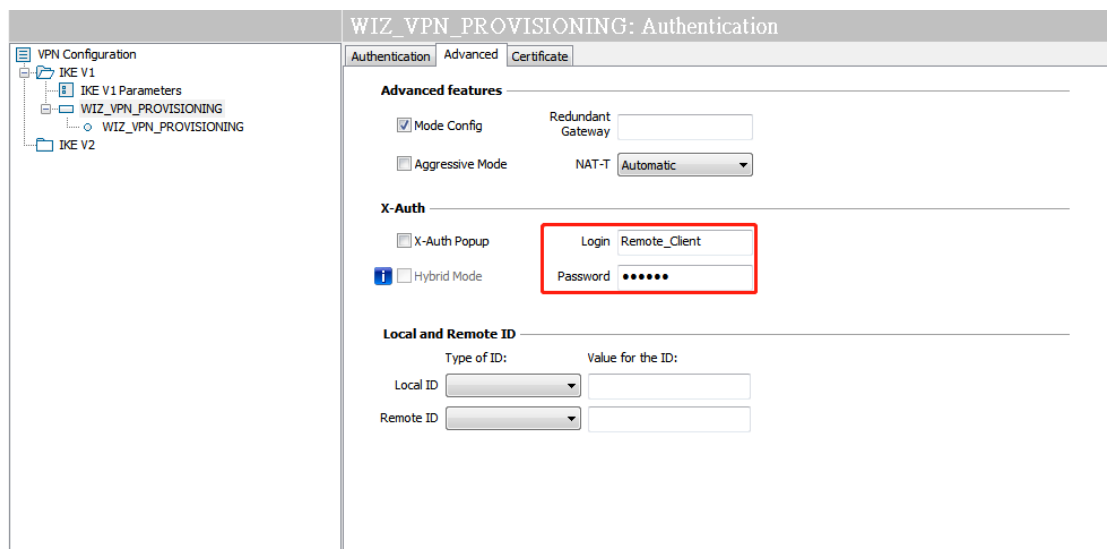 WIZ_VPN_PROVISIONING: Authentication
VPN Configuration
IKE V1
IKE V1 Parameters
WIZ_VPN_PROVISIONING
WIZ_VPN_PROVISIONING
IKE V2
Authentication Advanced Certificate
Advanced features
Mode Config Redundant Gateway
Aggressive Mode NAT-T Automatic
X-Auth
X-Auth Popup Login Remote_Client
Hybrid Mode Password ●●●●●●
Local and Remote ID
Type of ID: Value for the ID:
Local ID
Remote ID